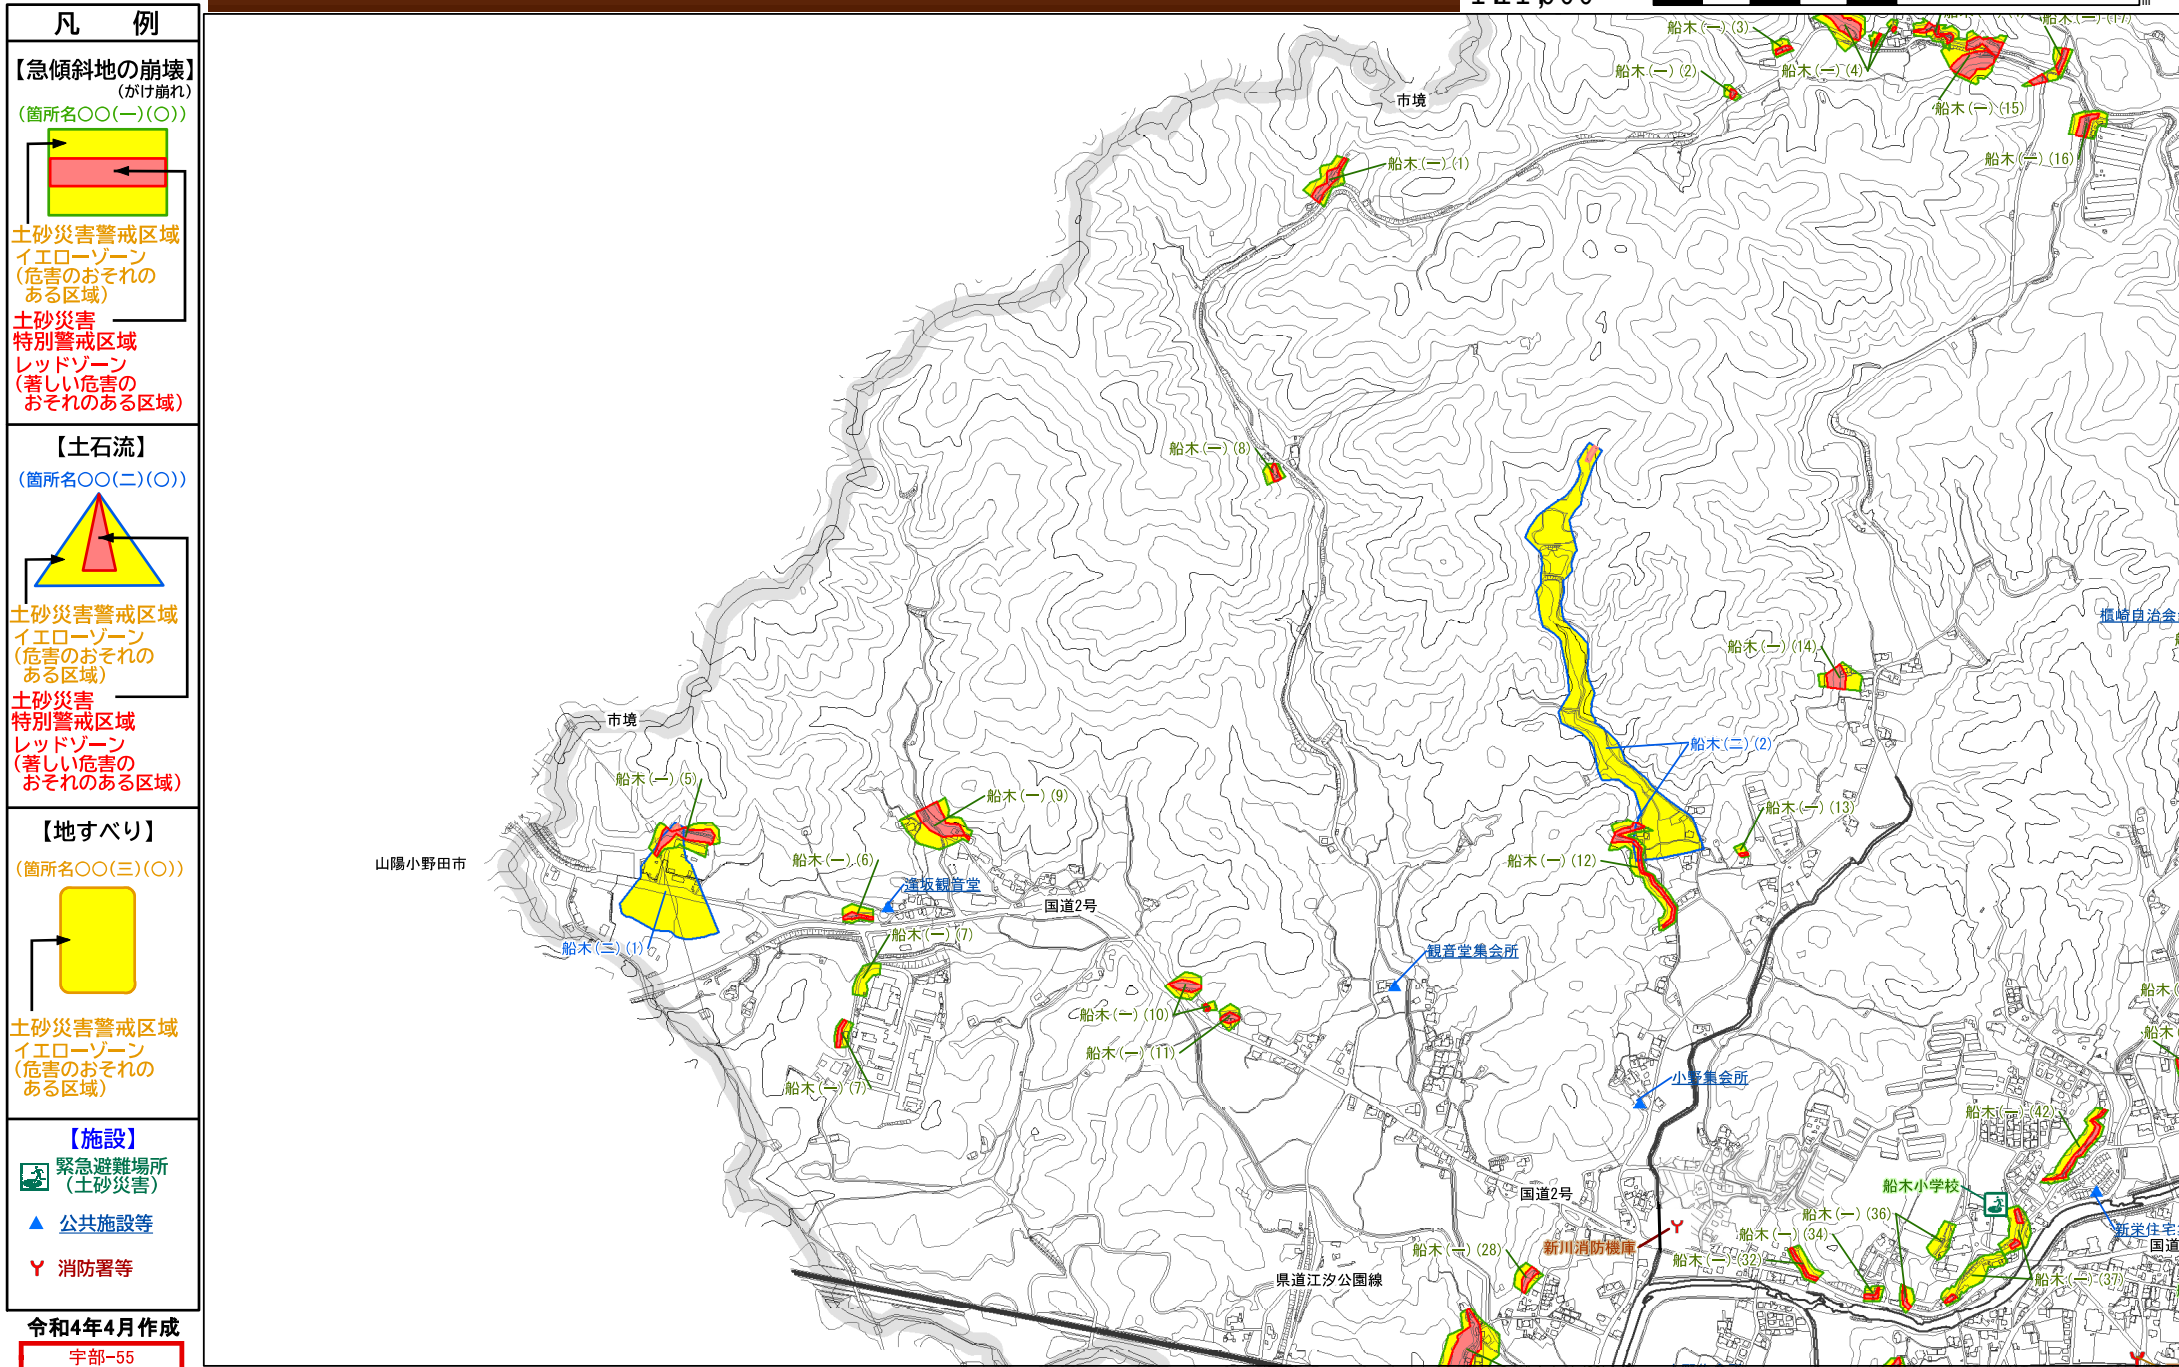 凡　例
【急傾斜地の崩壊】
(がけ崩れ)
(箇所名〇〇(一)(〇))
土砂災害警戒区域
イエローゾーン
(危害のおそれの
ある区域)
土砂災害
特別警戒区域
レッドゾーン
(著しい危害の
おそれのある区域)
【土石流】
(箇所名〇〇(二)(〇))
土砂災害警戒区域
イエローゾーン
(危害のおそれの
ある区域)
土砂災害
特別警戒区域
レッドゾーン
(著しい危害の
おそれのある区域)
【地すべり】
(箇所名〇〇(三)(〇))
土砂災害警戒区域
イエローゾーン
(危害のおそれの
ある区域)
【施設】
緊急避難場所
(土砂災害)
公共施設等
消防署等
令和4年4月作成
宇部-55
船木(一)(3)
船木(一)(17)
船木(一)(2)
船木(一)(4)
市境
船木(一)(15)
船木(一)(1)
船木(一)(16)
船木(一)(8)
櫃崎自治会
船木(一)(14)
市境
船木(二)(2)
船木(一)(5)
船木(一)(9)
船木(一)(13)
山陽小野田市
船木(一)(6)
船木(一)(12)
逢坂観音堂
国道2号
船木(一)(7)
船木(二)(1)
観音堂集会所
船木(
船木(一)(10)
船木
船木(一)(11)
小野集会所
船木(一)(7)
船木(一)(42)
船木小学校
国道2号
船木(一)(36)
新栄住宅
船木(一)(34)
国道
新川消防機庫
船木(一)(28)
船木(一)(32)
県道江汐公園線
船木(一)(37)